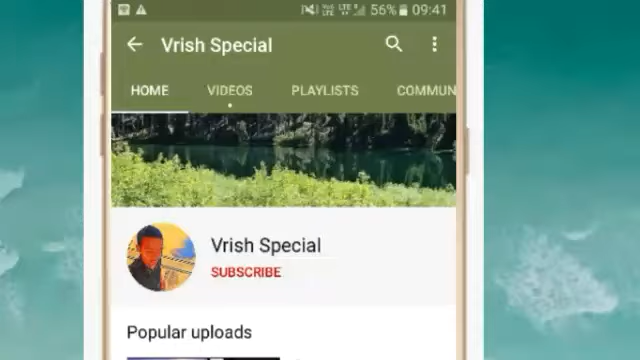 56% 09:41
Vrish Special
HOME VIDEOS PLAYLISTS COMMUN
Vrish Special
SUBSCRIBE
Popular uploads